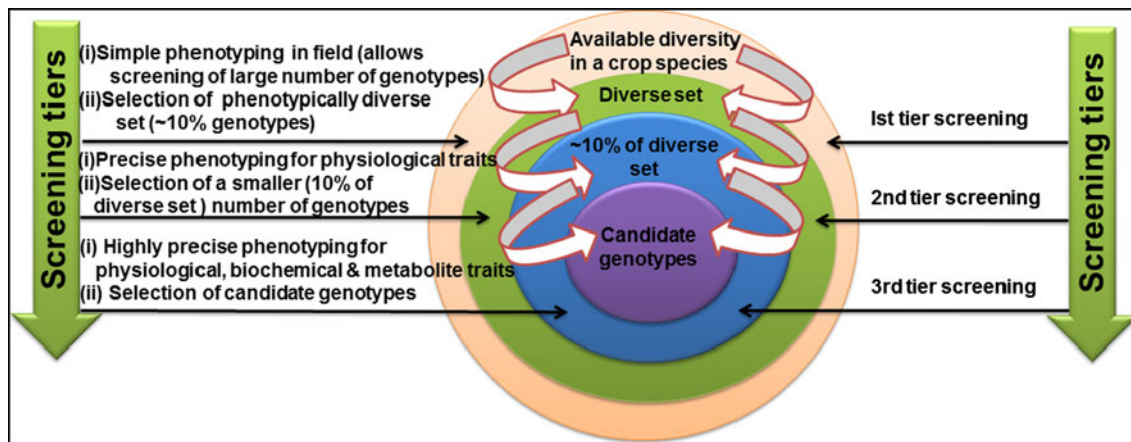 Screening tiers
(i)Simple phenotyping in field (allows
screening of large number of genotypes)
(ii)Selection of phenotypically diverse
set (~10% genotypes)
(i)Precise phenotyping for physiological traits
(ii)Selection of a smaller (10% of
diverse set ) number of genotypes
(i) Highly precise phenotyping for
physiological, biochemical & metabolite traits
(ii) Selection of candidate genotypes
Available diversity
in a crop species
Diverse set
~10% of diverse
set
Candidate
genotypes
Ist tier screening
2nd tier screening
3rd tier screening
Screening tiers